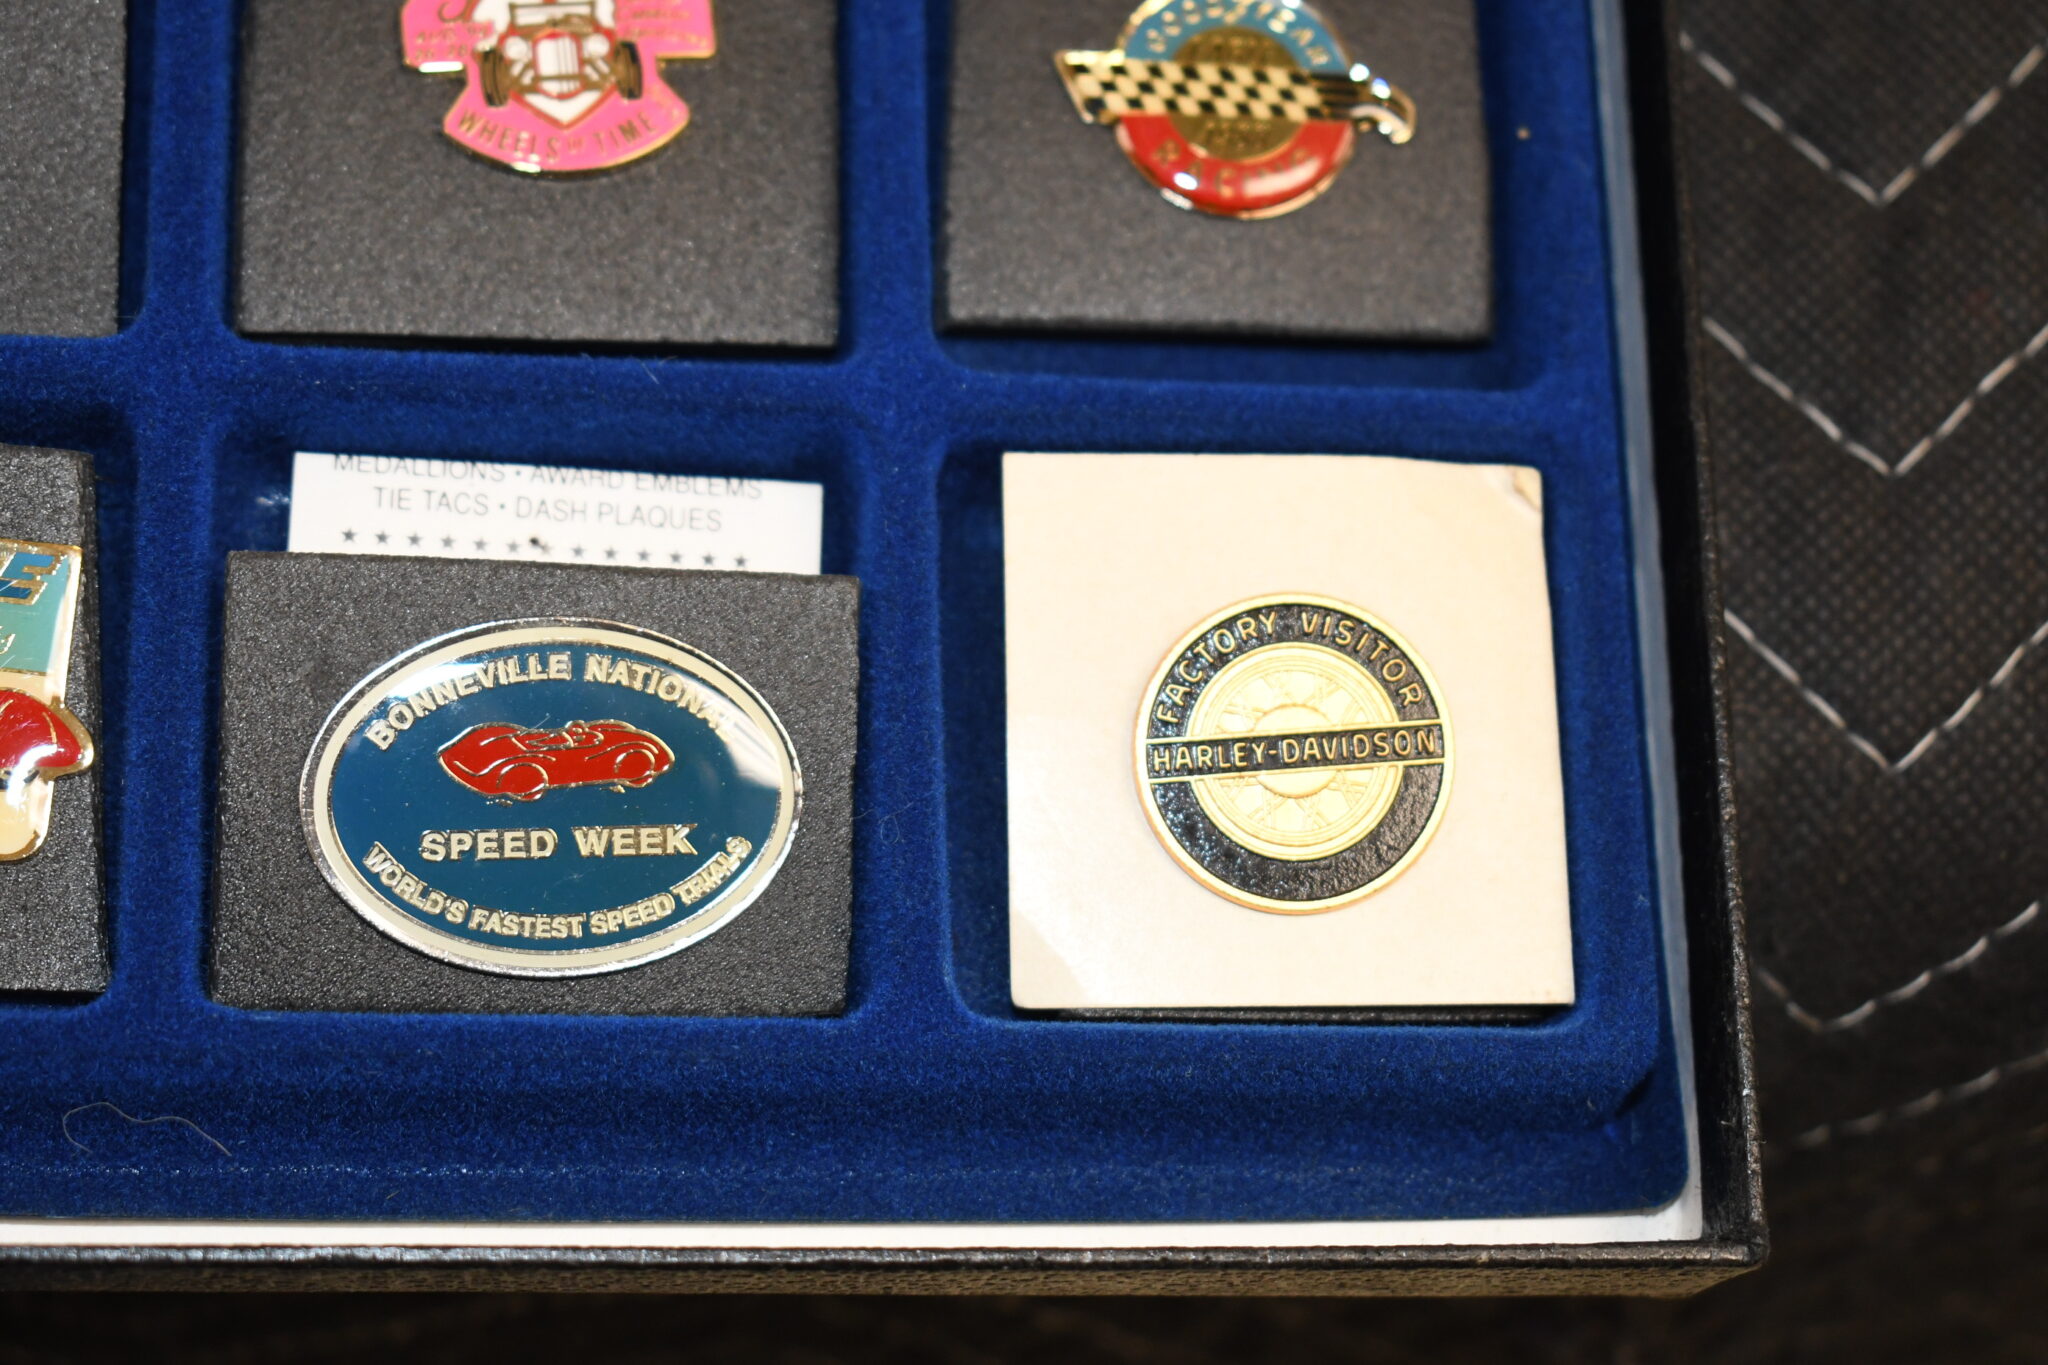 WHEELS OF TIME
GOODYEAR
RACING
MEDALLIONS • AWARD EMBLEMS
TIE TACS • DASH PLAQUES
★ ★ ★ ★ ★ ★ ★ ★ ★ ★ ★ ★ ★
BONNEVILLE NATIONAL
SPEED WEEK
WORLD'S FASTEST SPEED TRIALS
FACTORY VISITOR
HARLEY-DAVIDSON